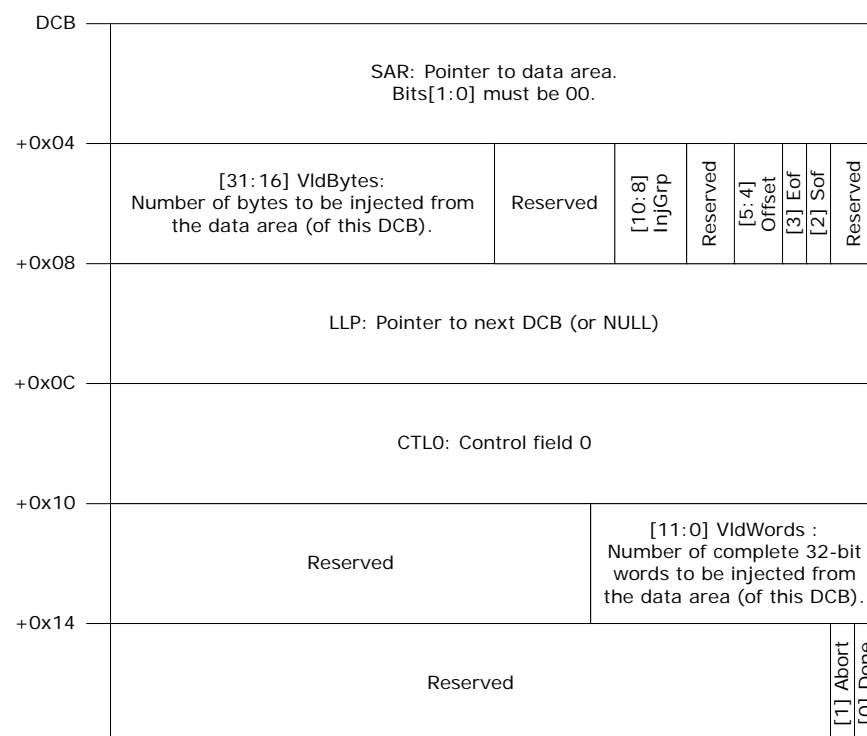 DCB
SAR: Pointer to data area.
Bits[1:0] must be 00.
+0x04
[31:16] VldBytes:
Number of bytes to be injected from
the data area (of this DCB).
Reserved
[10:8]
InjGrp
Reserved
[5:4]
Offset
[3] Eof
[2] Sof
Reserved
+0x08
LLP: Pointer to next DCB (or NULL)
+0x0C
CTL0: Control field 0
+0x10
Reserved
[11:0] VldWords :
Number of complete 32-bit
words to be injected from
the data area (of this DCB).
+0x14
Reserved
[1] Abort
[0] Done